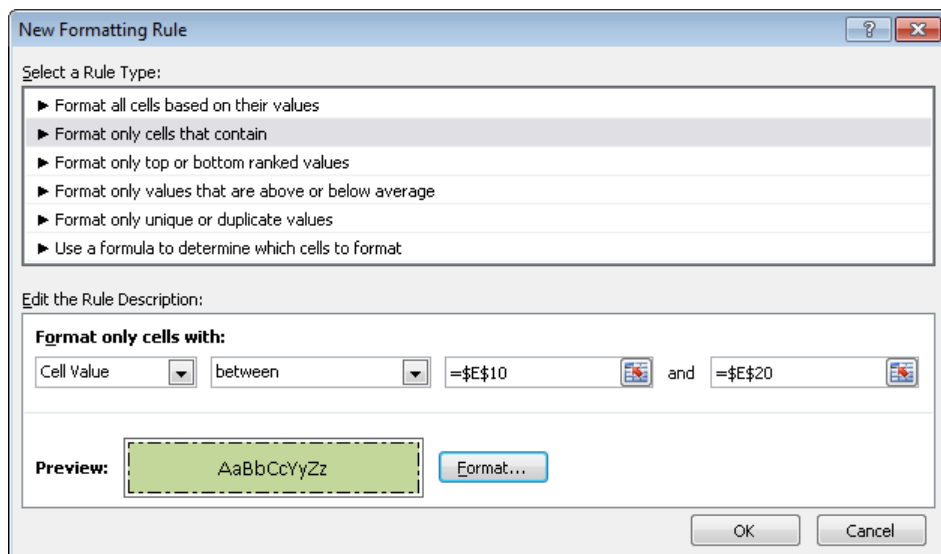 New Formatting Rule
Select a Rule Type:
► Format all cells based on their values
► Format only cells that contain
► Format only top or bottom ranked values
► Format only values that are above or below average
► Format only unique or duplicate values
► Use a formula to determine which cells to format
Edit the Rule Description:
Format only cells with:
Cell Value between =$E$10 and =$E$20
Preview: AaBbCcYyZz Format...
OK Cancel